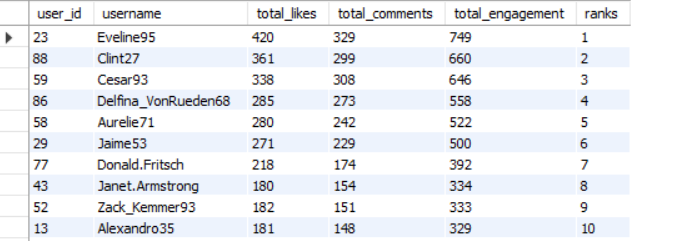 user_id username total_likes total_comments total_engagement ranks
23 Eveline95 420 329 749 1
88 Clint27 361 299 660 2
59 Cesar93 338 308 646 3
86 Delfina_VonRueden68 285 273 558 4
58 Aurelie71 280 242 522 5
29 Jaime53 271 229 500 6
77 Donald.Fritsch 218 174 392 7
43 Janet.Armstrong 180 154 334 8
52 Zack_Kemmer93 182 151 333 9
13 Alexandro35 181 148 329 10